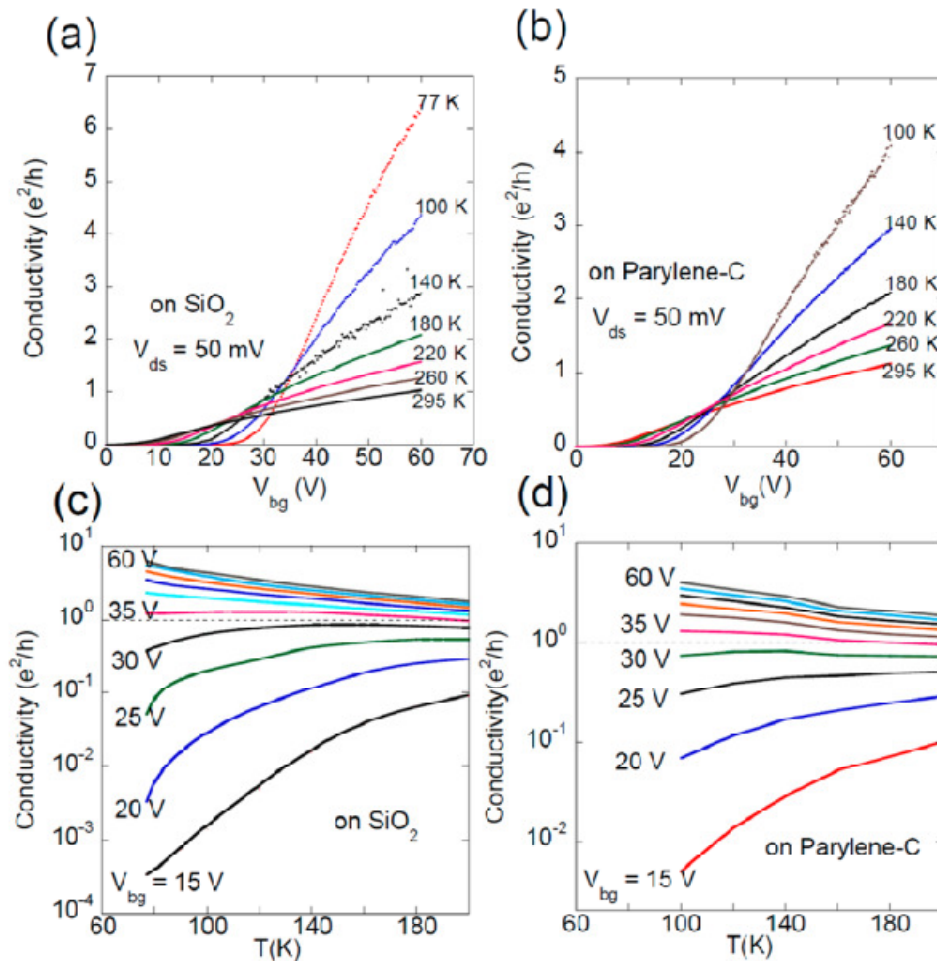 (a)
7
6
5
4
3
2
1
0
Conductivity (e²/h)
77 K
100 K
140 K
180 K
220 K
260 K
295 K
on SiO₂
V_ds = 50 mV
0 10 20 30 40 50 60 70
V_bg (V)
(b)
5
4
3
2
1
0
Conductivity (e²/h)
100 K
140 K
180 K
220 K
260 K
295 K
on Parylene-C
V_ds = 50 mV
0 20 40 60
V_bg(V)
(c)
10¹
10⁰
10⁻¹
10⁻²
10⁻³
10⁻⁴
Conductivity (e²/h)
60 V
35 V
30 V
25 V
20 V
V_bg = 15 V
on SiO₂
60 100 140 180
T(K)
(d)
10¹
10⁰
10⁻¹
10⁻²
Conductivity(e²/h)
60 V
35 V
30 V
25 V
20 V
V_bg = 15 V
on Parylene-C
60 100 140 180
T(K)